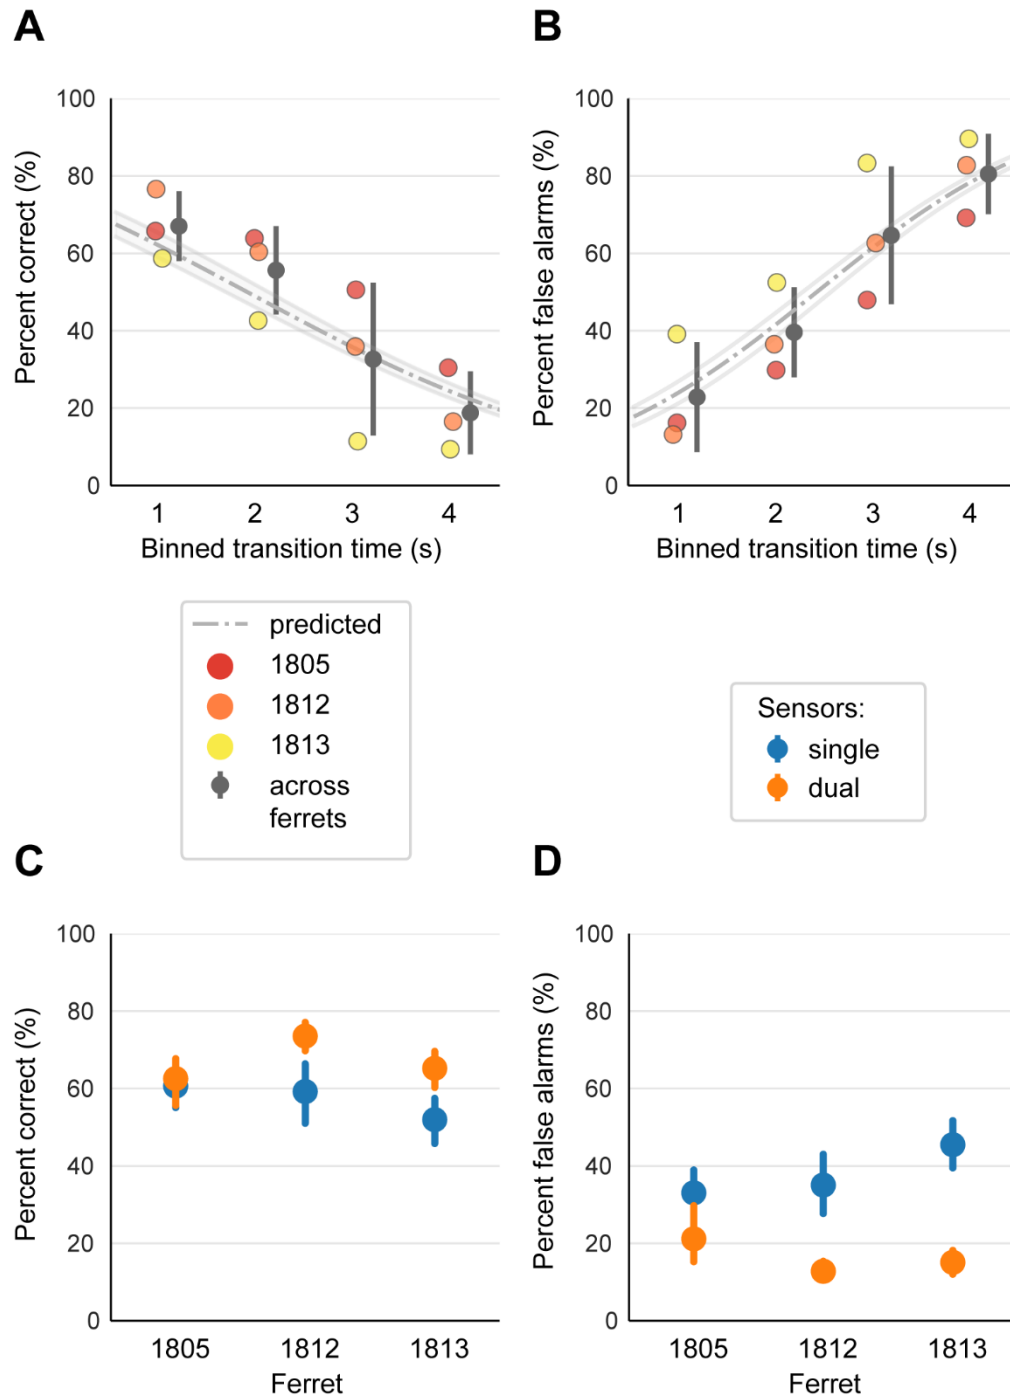 A
B
100
80
60
40
20
0
Percent correct (%)
1 2 3 4
Binned transition time (s)
100
80
60
40
20
0
Percent false alarms (%)
1 2 3 4
Binned transition time (s)
predicted
1805
1812
1813
across
ferrets
Sensors:
single
dual
C
D
100
80
60
40
20
0
Percent correct (%)
1805 1812 1813
Ferret
100
80
60
40
20
0
Percent false alarms (%)
1805 1812 1813
Ferret